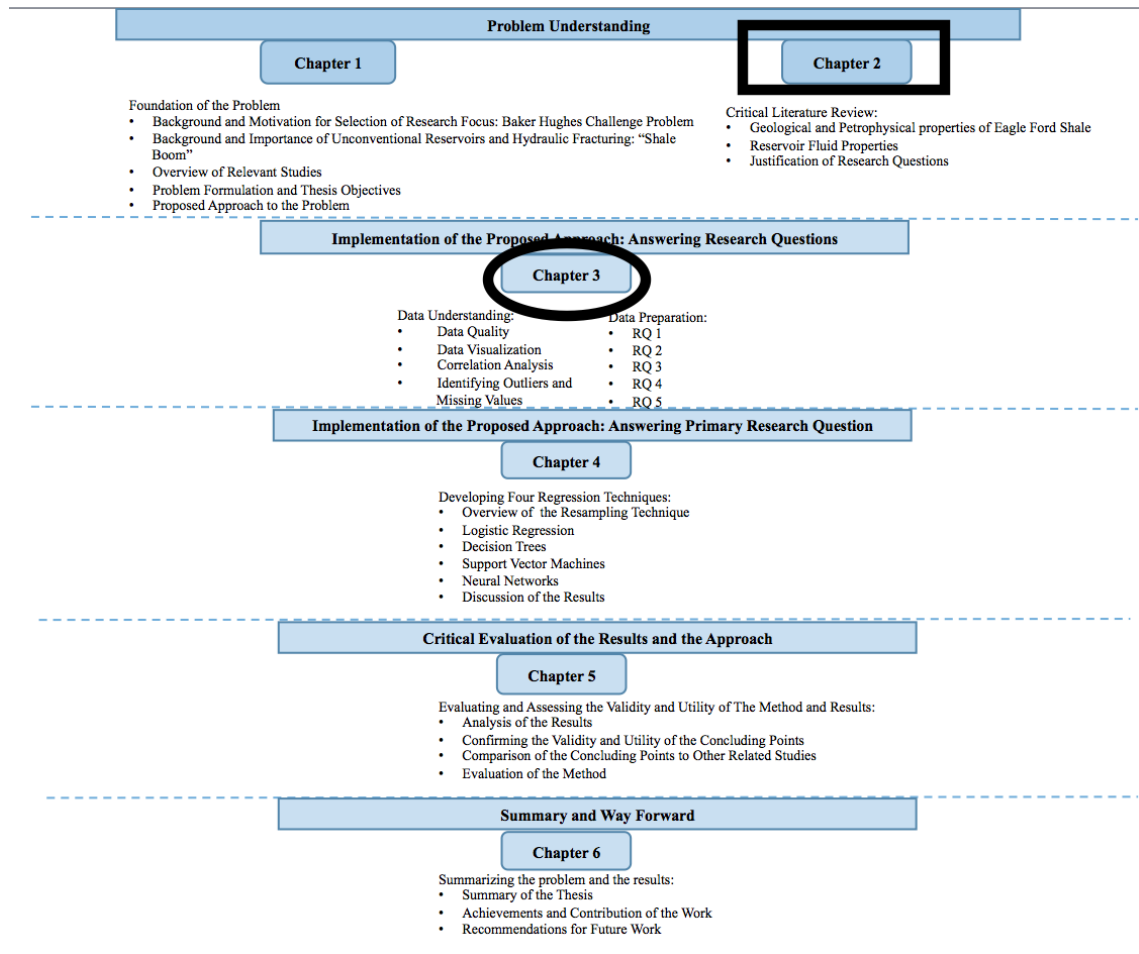 Problem Understanding
Chapter 1
Foundation of the Problem
• Background and Motivation for Selection of Research Focus: Baker Hughes Challenge Problem
• Background and Importance of Unconventional Reservoirs and Hydraulic Fracturing: “Shale
Boom”
• Overview of Relevant Studies
• Problem Formulation and Thesis Objectives
• Proposed Approach to the Problem
Chapter 2
Critical Literature Review:
• Geological and Petrophysical properties of Eagle Ford Shale
• Reservoir Fluid Properties
• Justification of Research Questions
Implementation of the Proposed Approach: Answering Research Questions
Chapter 3
Data Understanding:
• Data Quality
• Data Visualization
• Correlation Analysis
• Identifying Outliers and
Missing Values
Data Preparation:
• RQ 1
• RQ 2
• RQ 3
• RQ 4
• RQ 5
Implementation of the Proposed Approach: Answering Primary Research Question
Chapter 4
Developing Four Regression Techniques:
• Overview of the Resampling Technique
• Logistic Regression
• Decision Trees
• Support Vector Machines
• Neural Networks
• Discussion of the Results
Critical Evaluation of the Results and the Approach
Chapter 5
Evaluating and Assessing the Validity and Utility of The Method and Results:
• Analysis of the Results
• Confirming the Validity and Utility of the Concluding Points
• Comparison of the Concluding Points to Other Related Studies
• Evaluation of the Method
Summary and Way Forward
Chapter 6
Summarizing the problem and the results:
• Summary of the Thesis
• Achievements and Contribution of the Work
• Recommendations for Future Work